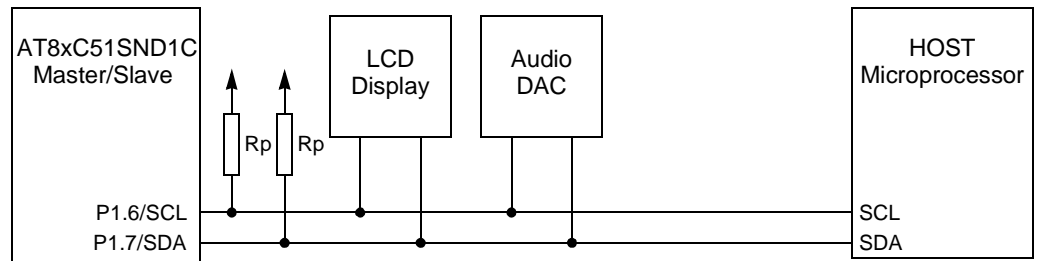 AT8xC51SND1C
Master/Slave
LCD
Display
Audio
DAC
HOST
Microprocessor
Rp
Rp
P1.6/SCL
SCL
P1.7/SDA
SDA